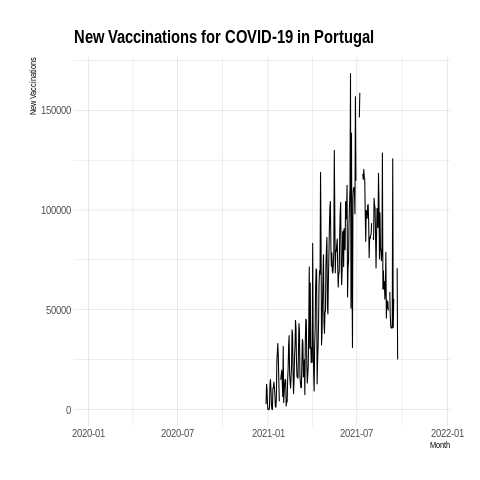 New Vaccinations for COVID-19 in Portugal
New Vaccinations
150000
100000
50000
0
2020-01 2020-07 2021-01 2021-07 2022-01
Month